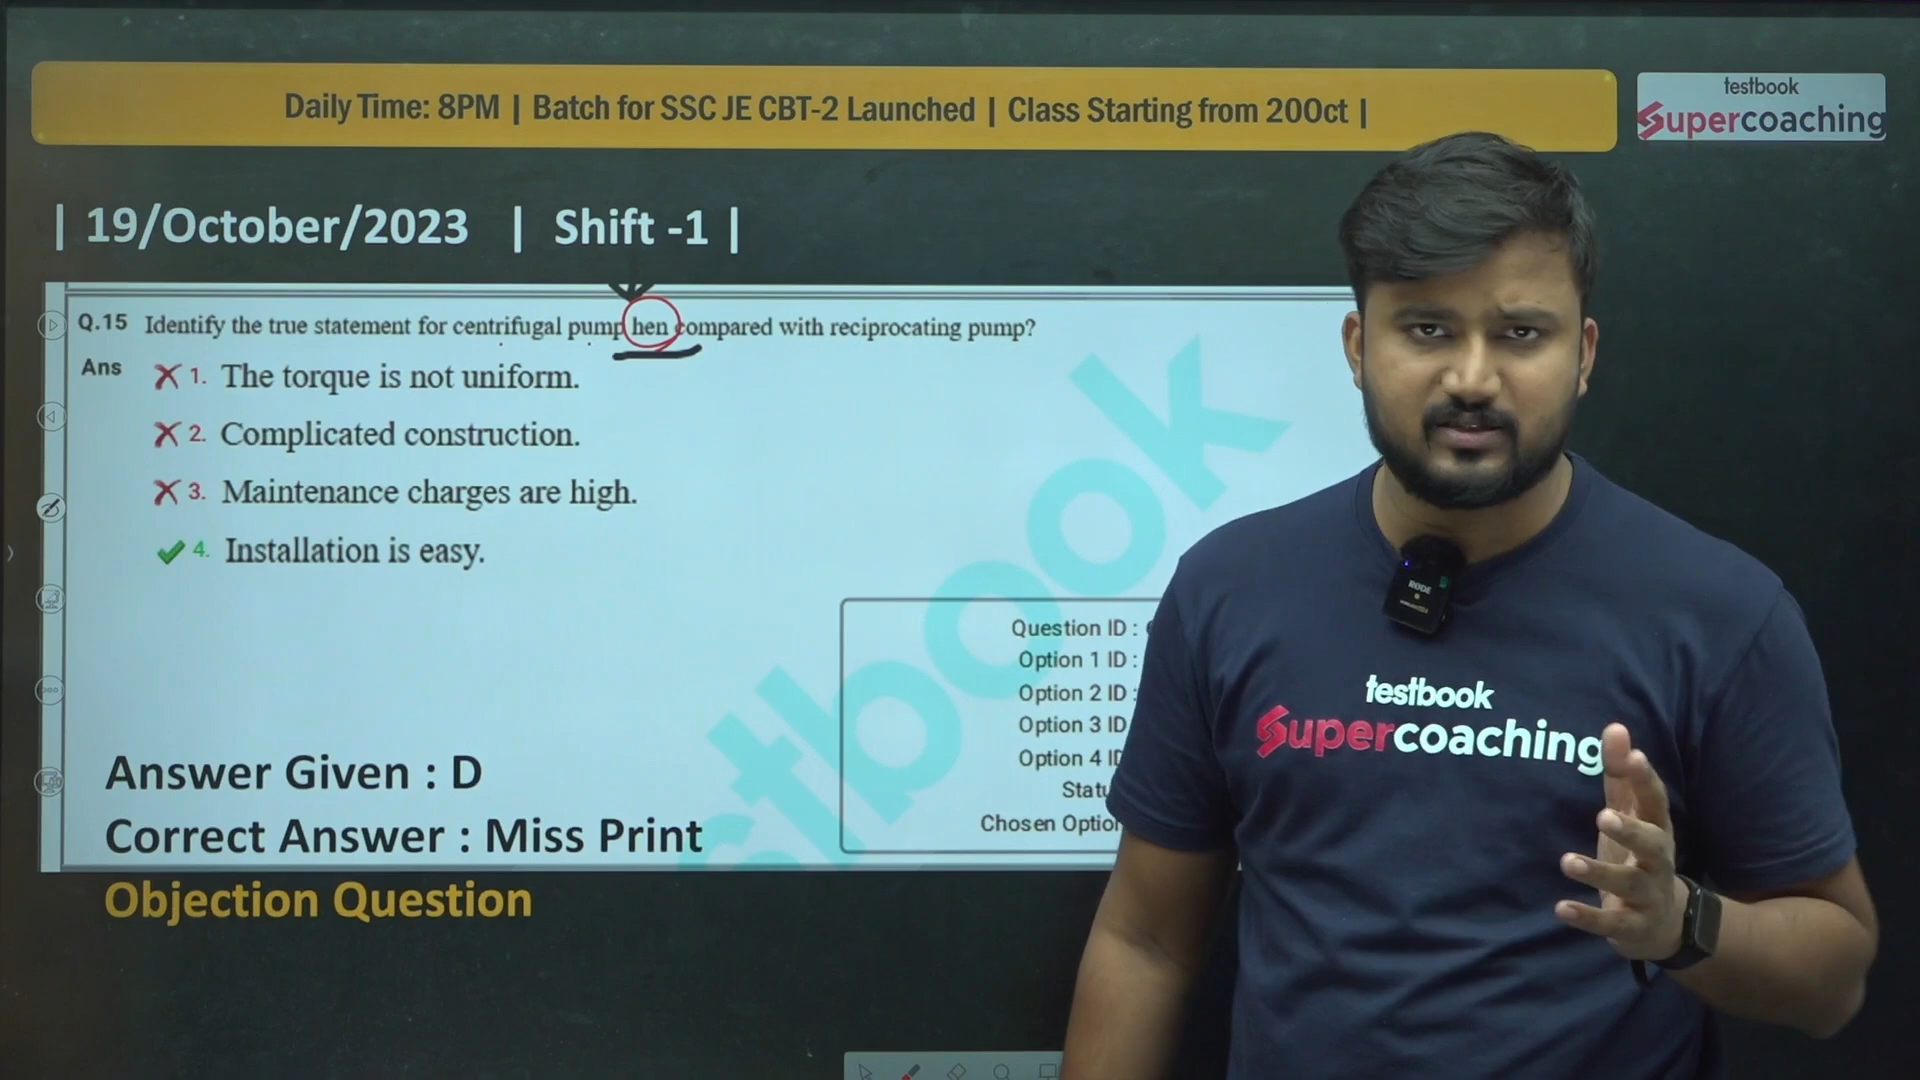 Daily Time: 8PM | Batch for SSC JE CBT-2 Launched | Class Starting from 20Oct |
testbook
Supercoaching
| 19/October/2023 | Shift -1 |
Q.15 Identify the true statement for centrifugal pump hen compared with reciprocating pump?
Ans
1. The torque is not uniform.
2. Complicated construction.
3. Maintenance charges are high.
4. Installation is easy.
Question ID :
Option 1 ID :
Option 2 ID :
Option 3 ID
Option 4 ID
Chosen Option
Answer Given : D
Correct Answer : Miss Print
Objection Question
RØDE
testbook
Supercoaching